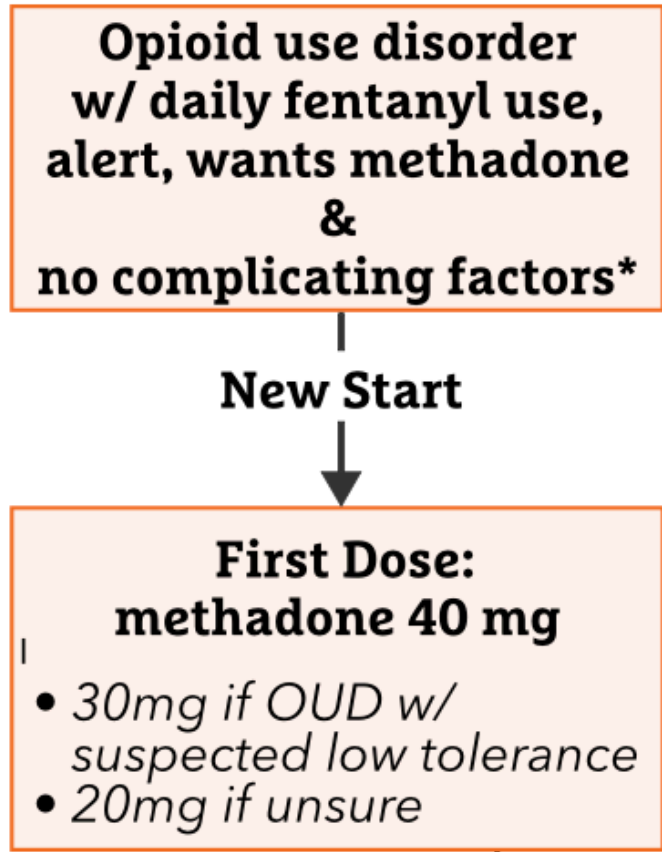 Opioid use disorder
w/ daily fentanyl use,
alert, wants methadone
&
no complicating factors*
New Start
First Dose:
methadone 40 mg
• 30mg if OUD w/
suspected low tolerance
• 20mg if unsure